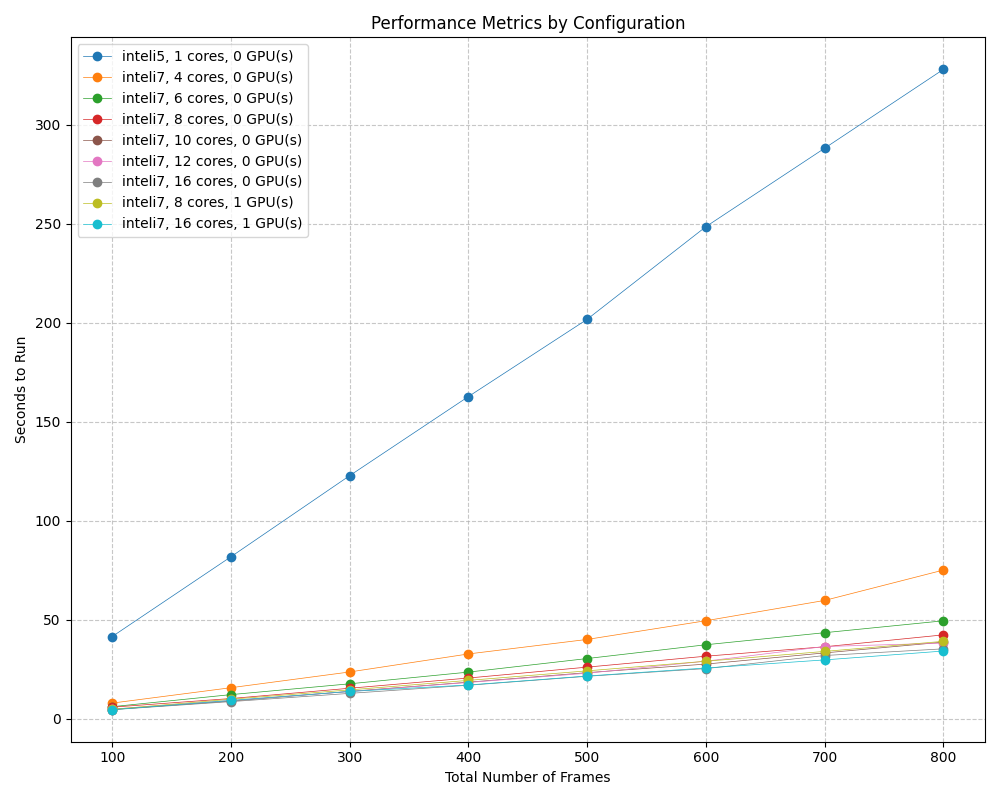 Performance Metrics by Configuration
inteli5, 1 cores, 0 GPU(s)
inteli7, 4 cores, 0 GPU(s)
inteli7, 6 cores, 0 GPU(s)
inteli7, 8 cores, 0 GPU(s)
inteli7, 10 cores, 0 GPU(s)
inteli7, 12 cores, 0 GPU(s)
inteli7, 16 cores, 0 GPU(s)
inteli7, 8 cores, 1 GPU(s)
inteli7, 16 cores, 1 GPU(s)
Seconds to Run
300
250
200
150
100
50
0
100 200 300 400 500 600 700 800
Total Number of Frames